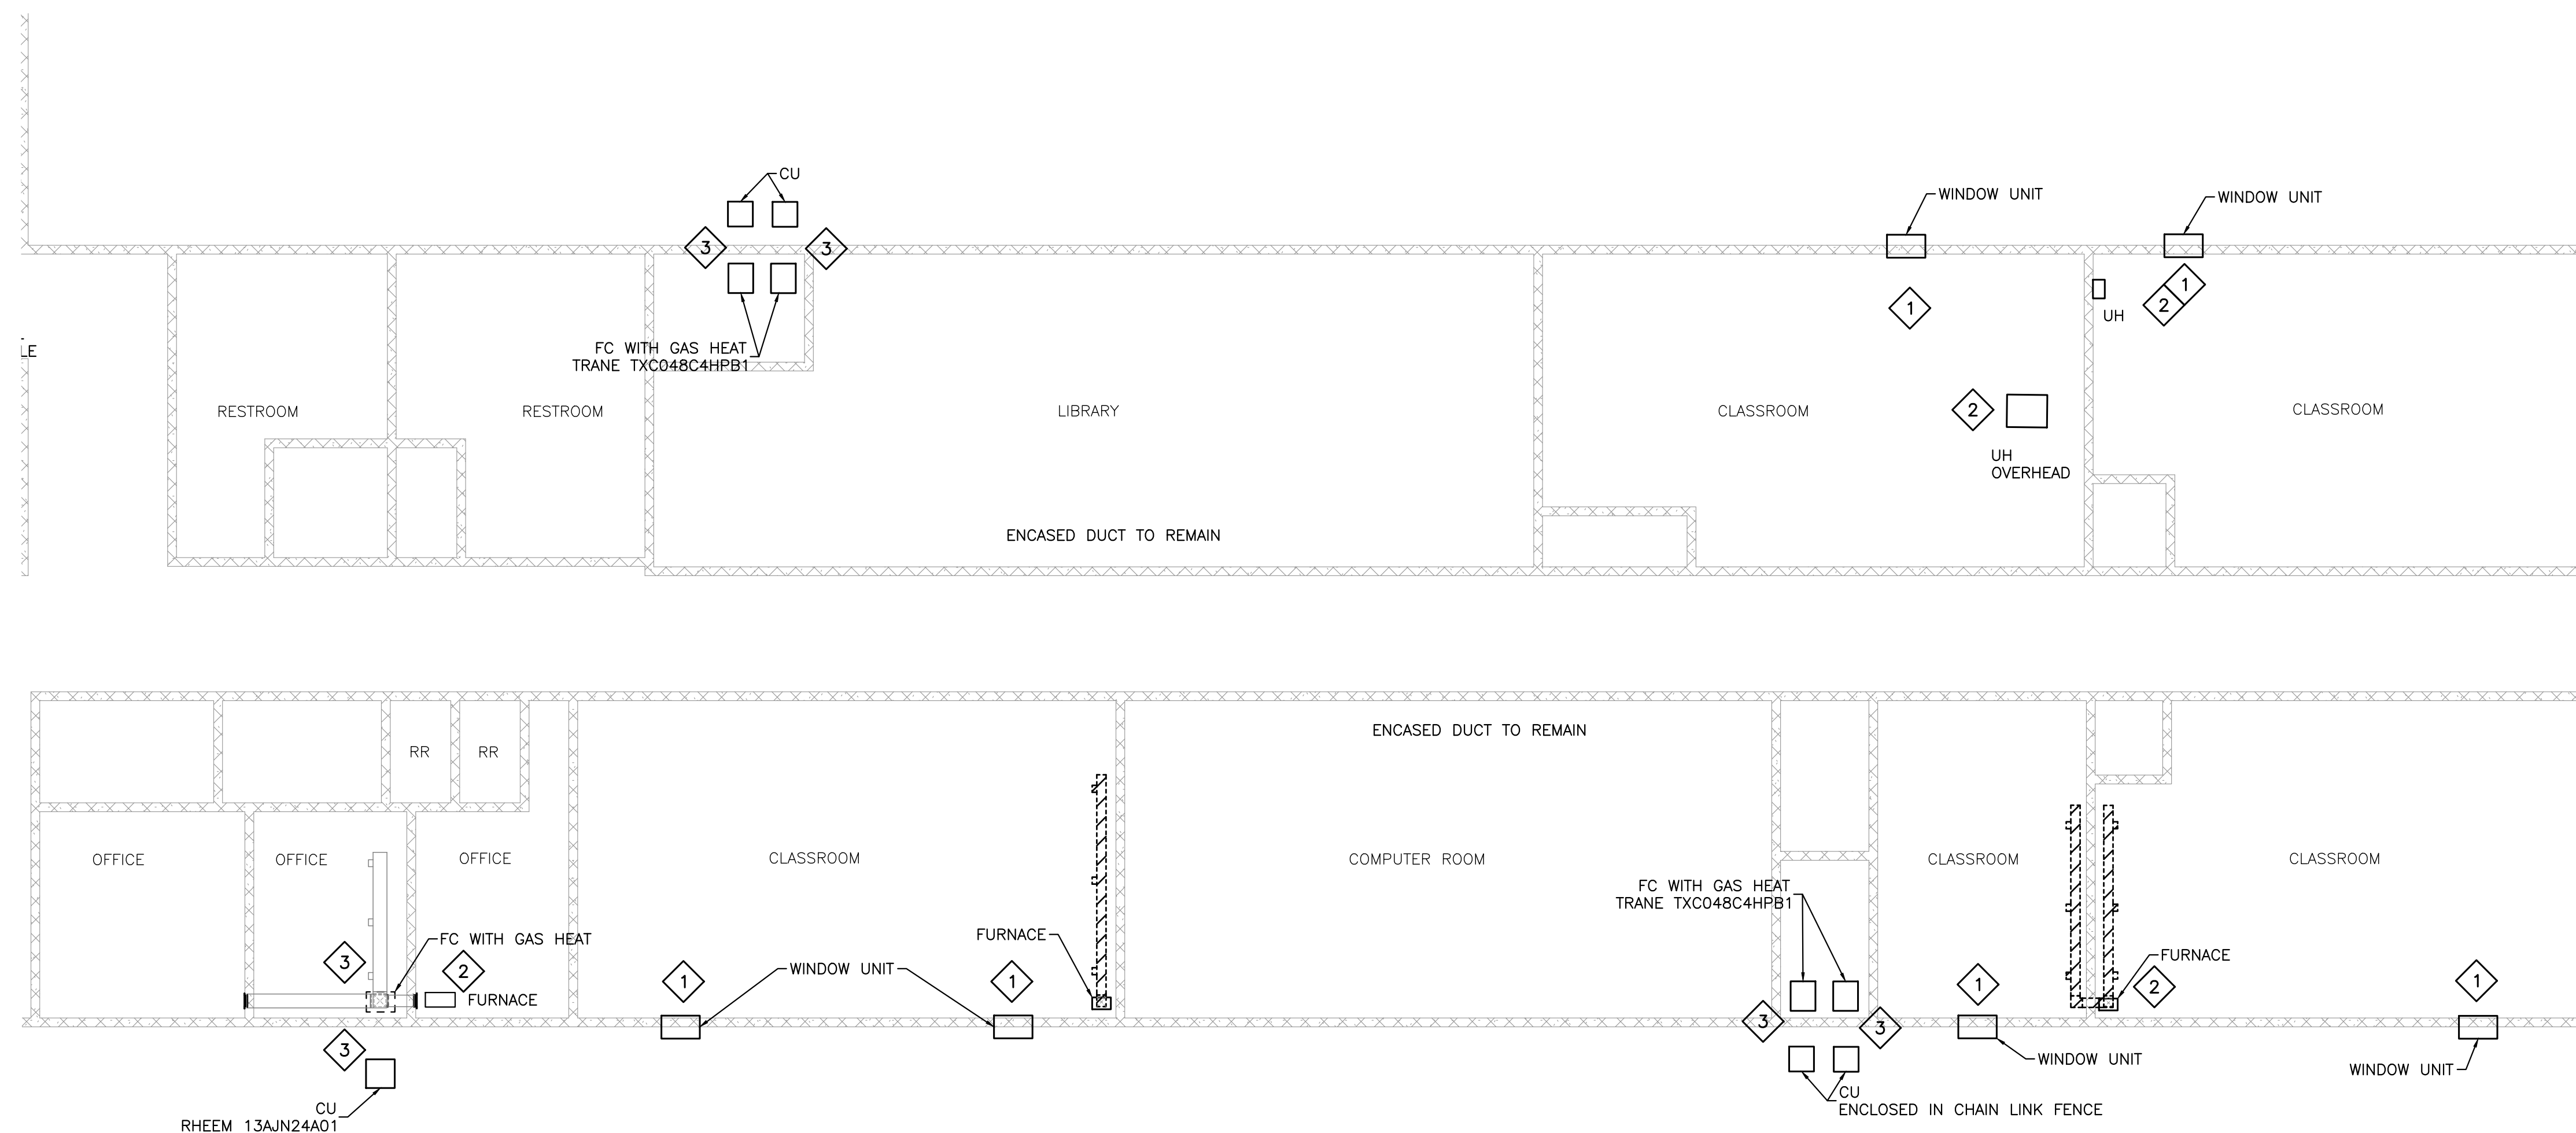 CU
WINDOW UNIT
WINDOW UNIT
3
3
1
1
2
UH
LE
FC WITH GAS HEAT
TRANE TXC048C4HPB1
RESTROOM
RESTROOM
LIBRARY
CLASSROOM
2
CLASSROOM
UH
OVERHEAD
ENCASED DUCT TO REMAIN
ENCASED DUCT TO REMAIN
RR
RR
OFFICE
OFFICE
OFFICE
CLASSROOM
COMPUTER ROOM
CLASSROOM
CLASSROOM
FC WITH GAS HEAT
TRANE TXC048C4HPB1
FURNACE
FC WITH GAS HEAT
3
2
FURNACE
1
WINDOW UNIT
1
FURNACE
1
2
1
3
3
3
WINDOW UNIT
WINDOW UNIT
CU
ENCLOSED IN CHAIN LINK FENCE
CU
RHEEM 13AJN24A01